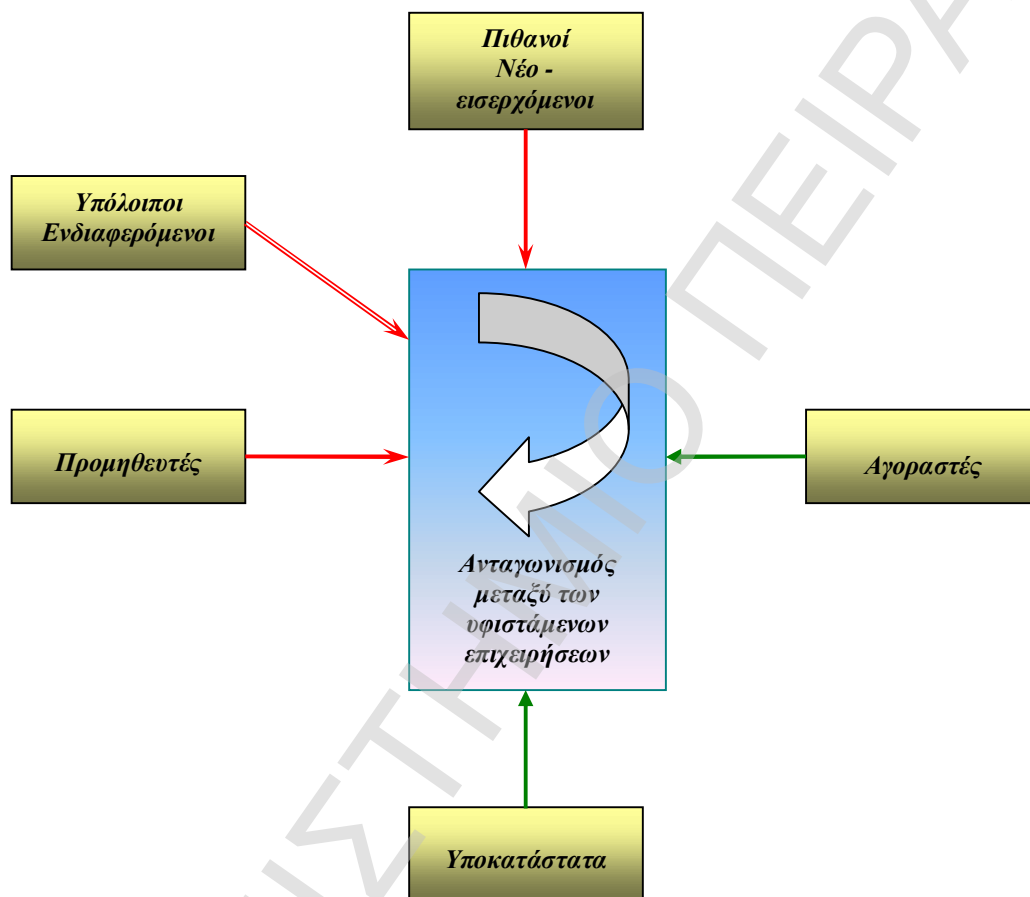 Πιθανοί
Νέο -
εισερχόμενοι
Υπόλοιποι
Ενδιαφερόμενοι
Προμηθευτές
Αγοραστές
Ανταγωνισμός
μεταξύ των
υφιστάμενων
επιχειρήσεων
Υποκατάστατα